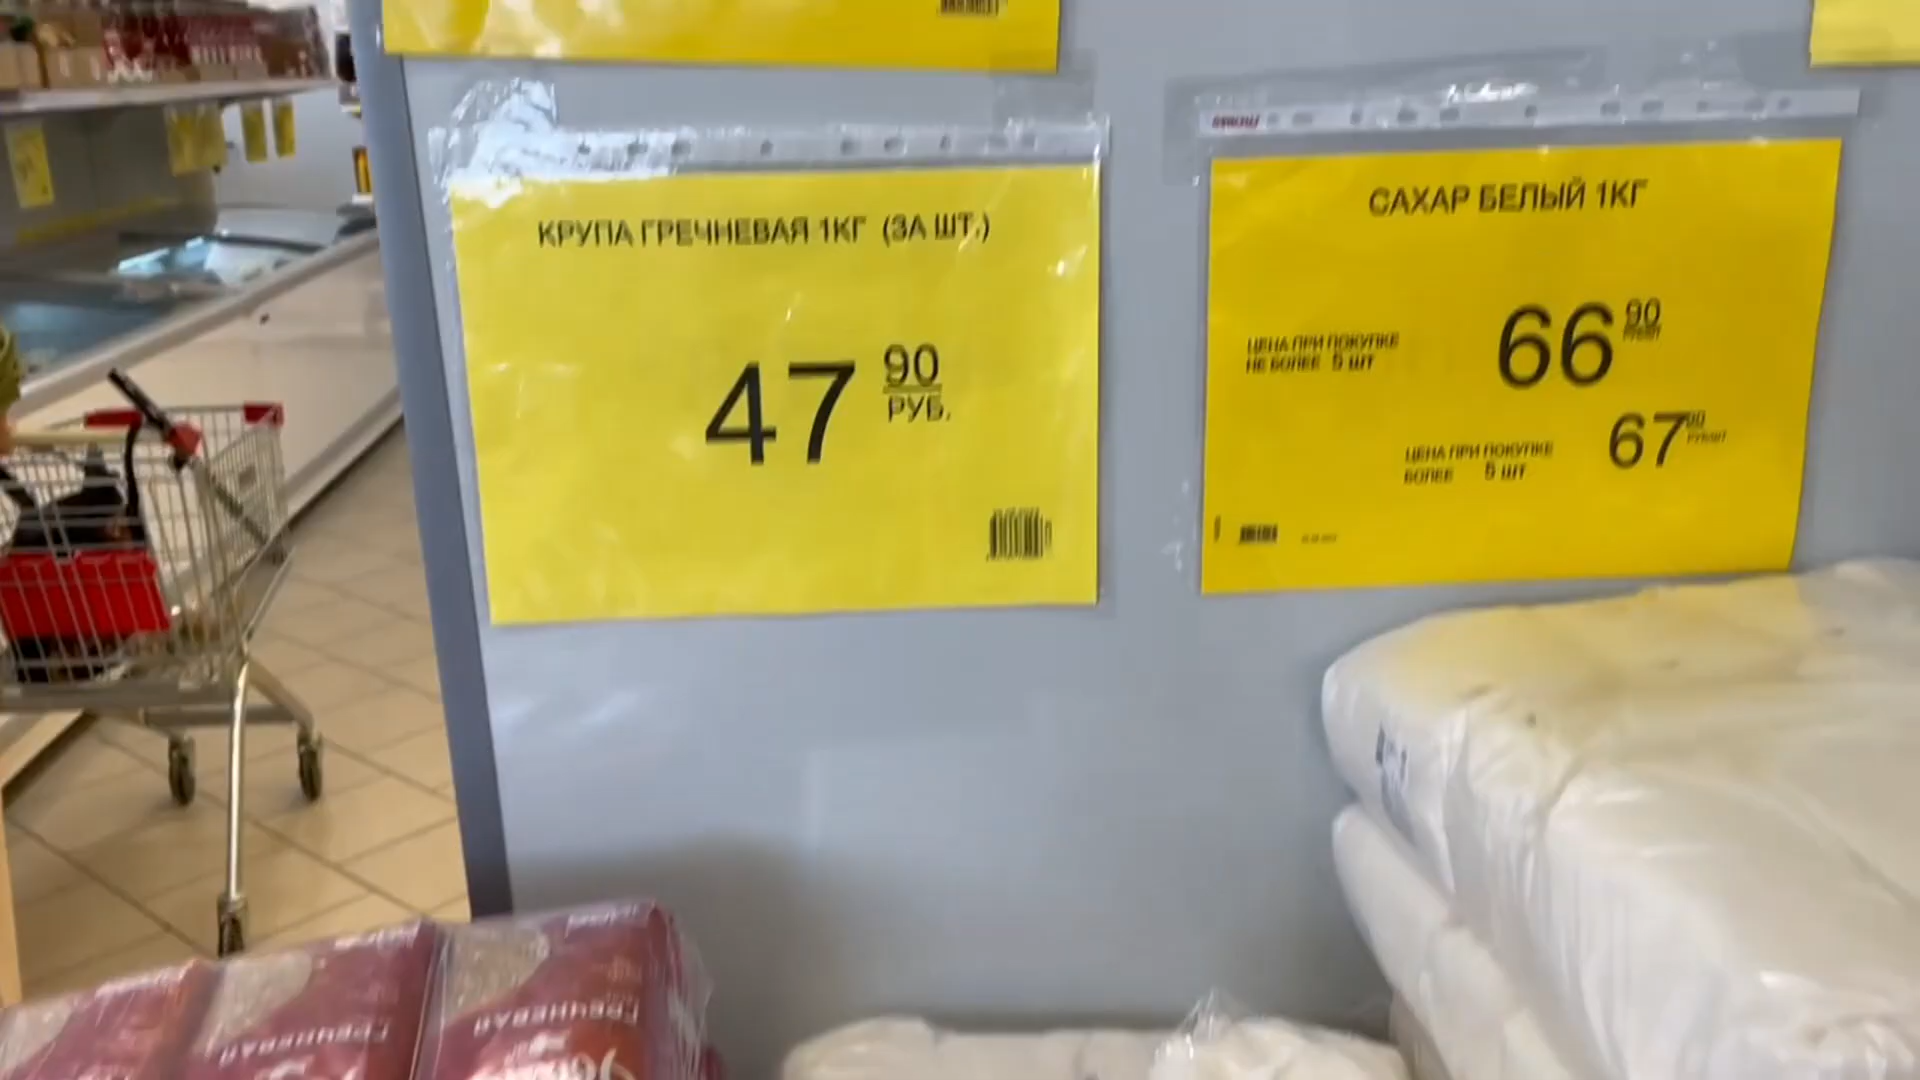 КРУПА ГРЕЧНЕВАЯ 1КГ (ЗА ШТ.)
47 90
РУБ.
САХАР БЕЛЫЙ 1КГ
ЦЕНА ПРИ ПОКУПКЕ
НЕ БОЛЕЕ 5 ШТ
66 90
ЦЕНА ПРИ ПОКУПКЕ
БОЛЕЕ 5 ШТ
67 90
ГРЕЧНЕВАЯ
ГРЕЧНЕВАЯ